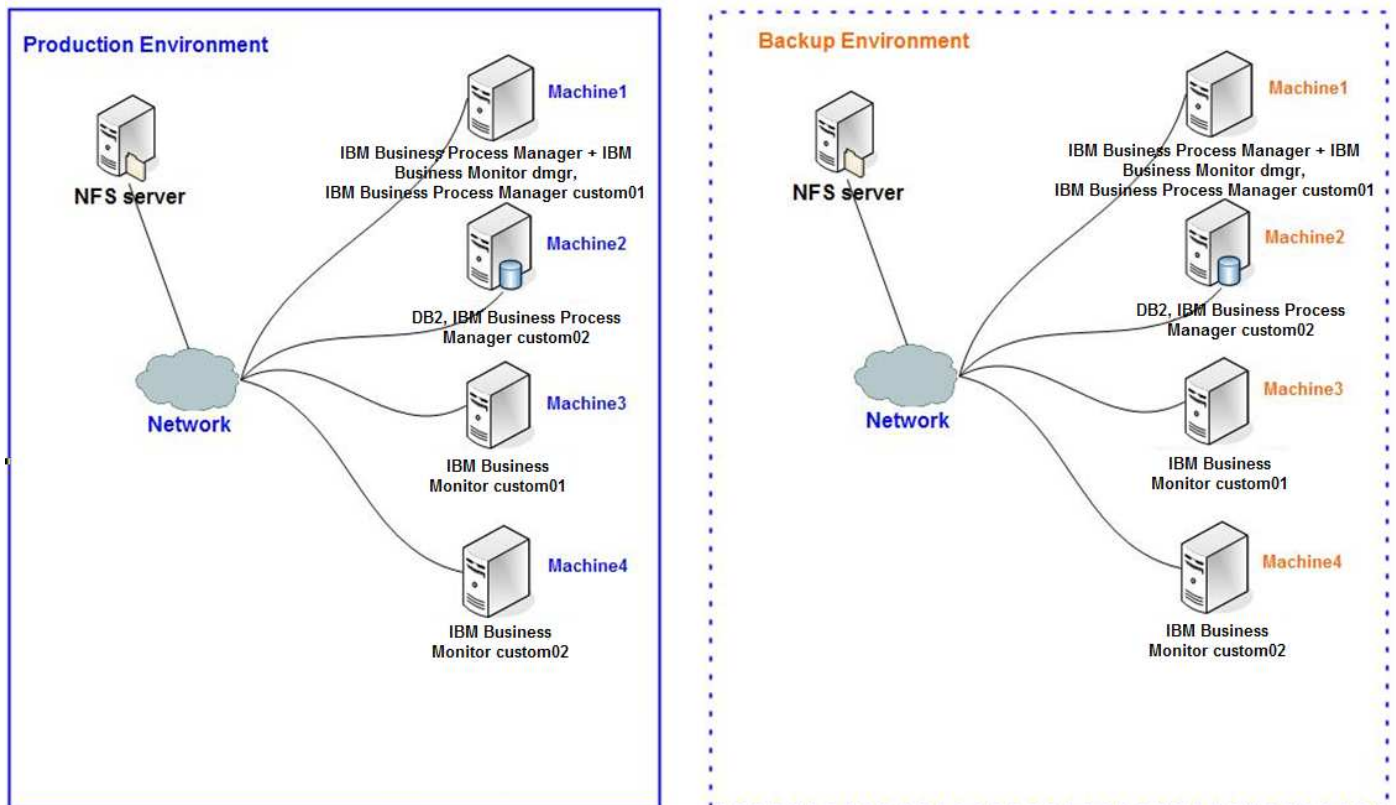 Production Environment
NFS server
Network
Machine1
IBM Business Process Manager + IBM
Business Monitor dmgr,
IBM Business Process Manager custom01
Machine2
DB2, IBM Business Process
Manager custom02
Machine3
IBM Business
Monitor custom01
Machine4
IBM Business
Monitor custom02
Backup Environment
NFS server
Network
Machine1
IBM Business Process Manager + IBM
Business Monitor dmgr,
IBM Business Process Manager custom01
Machine2
DB2, IBM Business Process
Manager custom02
Machine3
IBM Business
Monitor custom01
Machine4
IBM Business
Monitor custom02